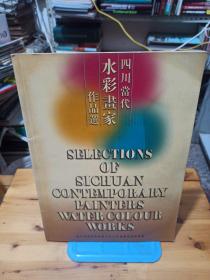 四川當代
水彩畫家
作品選
SELECTIONS
OF
SICHUAN
CONTEMPORARY
PAINTERS
WATER COLOUR
WORKS